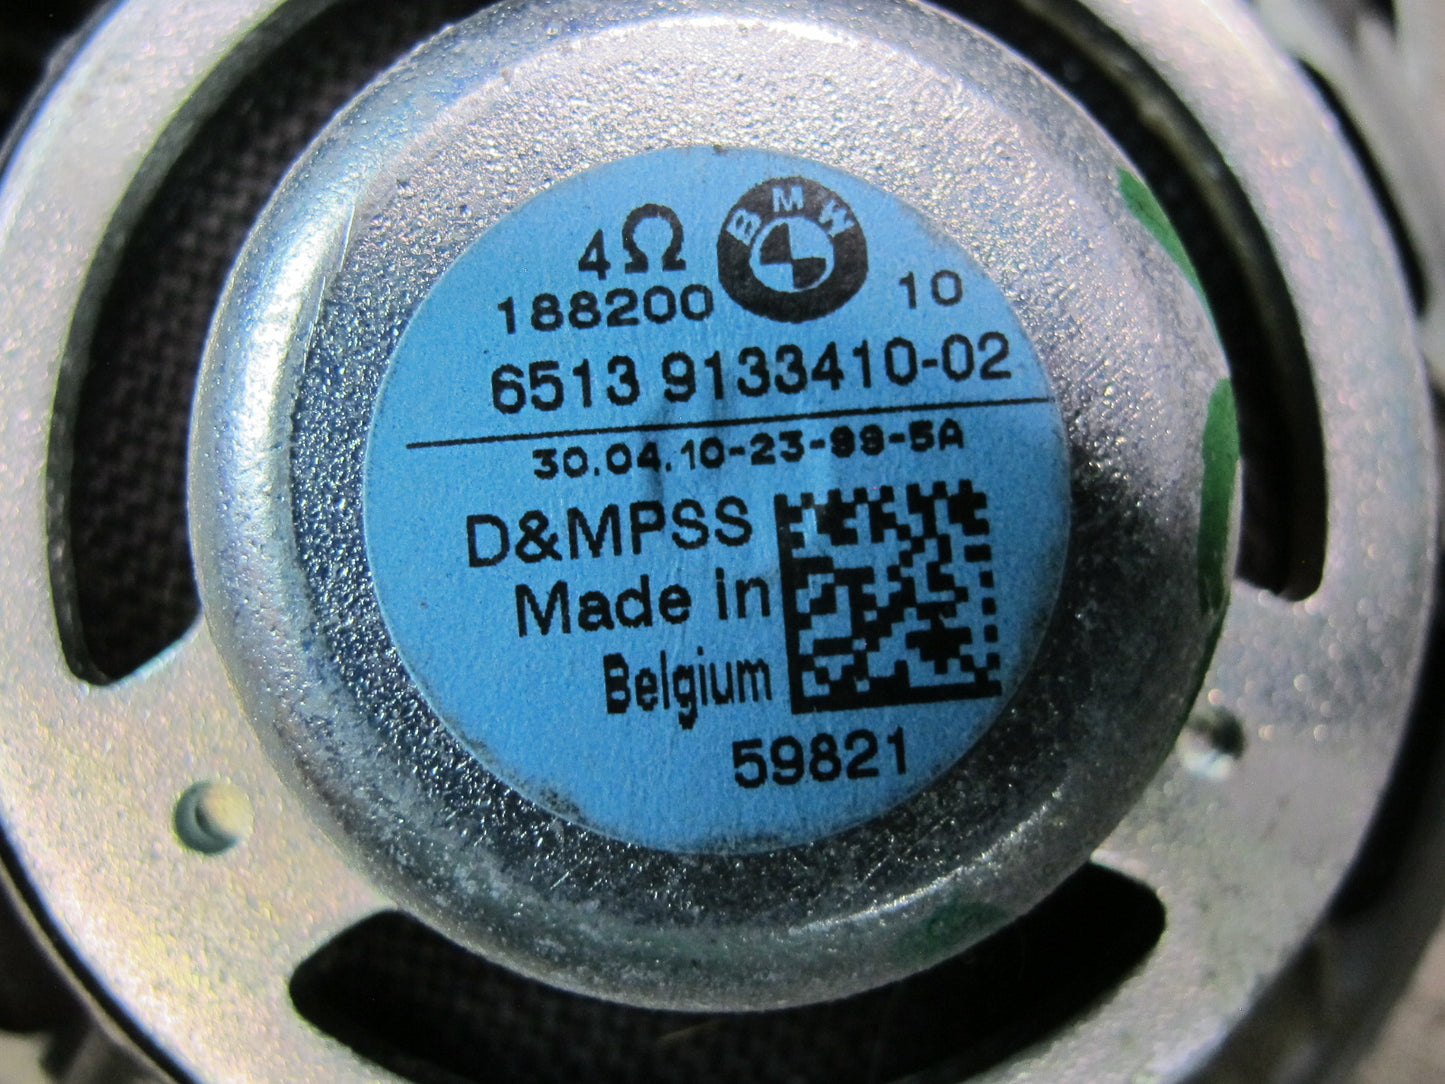 4Ω
BMW
188200
10
6513 9133410-02
30.04.10-23-99-5A
D&MPSS
Made in
Belgium
59821